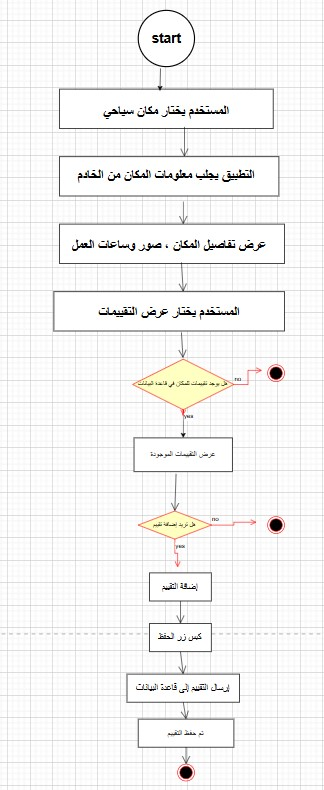 start
المستخدم يختار مكان سياحي
التطبيق يجلب معلومات المكان من الخادم
عرض تفاصيل المكان ، صور وساعات العمل
المستخدم يختار عرض التقييمات
هل يوجد تقييمات للمكان في قاعدة البيانات
no
yes
عرض التقييمات الموجودة
هل تريد إضافة تقييم
no
yes
إضافة التقييم
كبس زر الحفظ
إرسال التقييم إلى قاعدة البيانات
تم حفظ التقييم